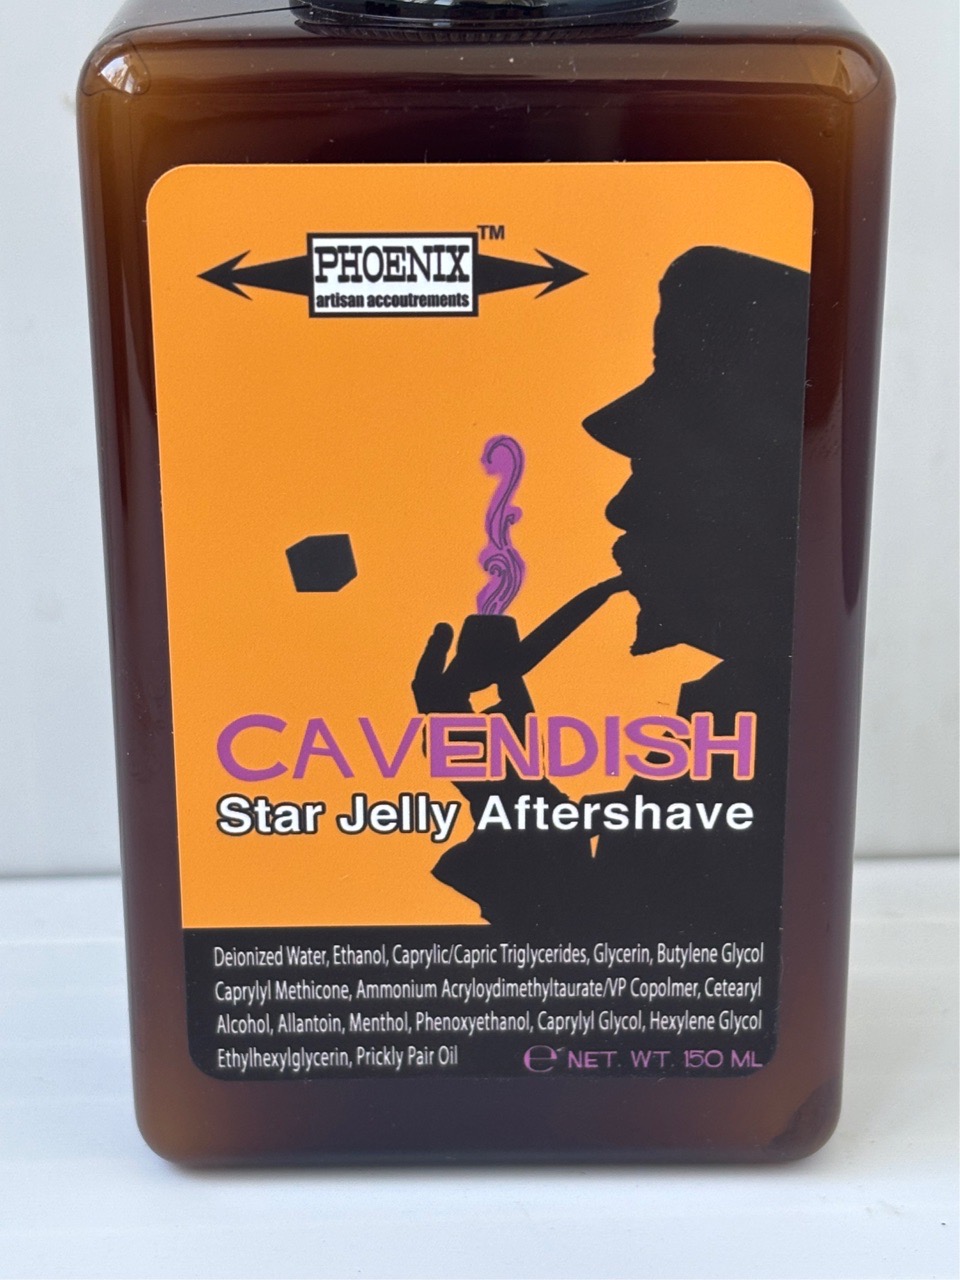 PHOENIX™
artisan accoutrements
CAVENDISH
Star Jelly Aftershave
Deionized Water, Ethanol, Caprylic/Capric Triglycerides, Glycerin, Butylene Glycol
Caprylyl Methicone, Ammonium Acryloydimethyltaurate/VP Copolmer, Cetearyl
Alcohol, Allantoin, Menthol, Phenoxyethanol, Caprylyl Glycol, Hexylene Glycol
Ethylhexylglycerin, Prickly Pair Oil
℮ NET. WT. 150 ML